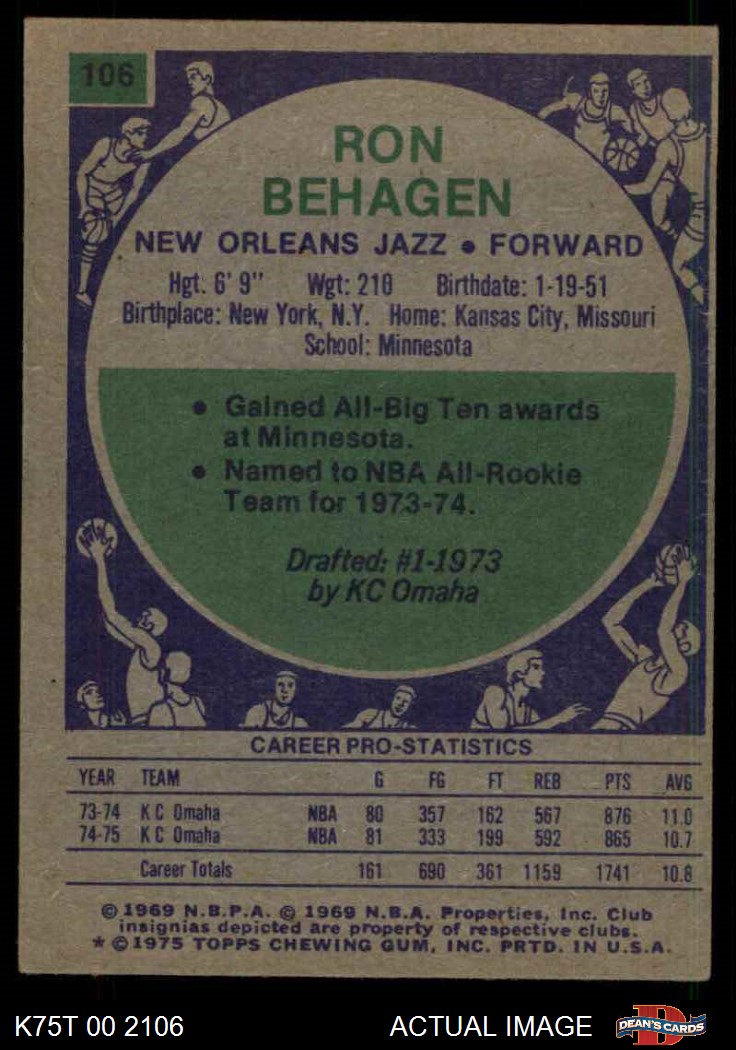 106
RON
BEHAGEN
NEW ORLEANS JAZZ • FORWARD
Hgt: 6' 9" Wgt: 210 Birthdate: 1-19-51
Birthplace: New York, N.Y. Home: Kansas City, Missouri
School: Minnesota
• Gained All-Big Ten awards
at Minnesota.
• Named to NBA All-Rookie
Team for 1973-74.
Drafted: #1-1973
by KC Omaha
CAREER PRO-STATISTICS
YEAR TEAM G FG FT REB PTS AVG
73-74 K C Omaha NBA 80 357 162 567 876 11.0
74-75 K C Omaha NBA 81 333 199 592 865 10.7
Career Totals 161 690 361 1159 1741 10.8
© 1969 N.B.P.A. © 1969 N.B.A. Properties, Inc. Club
insignias depicted are property of respective clubs.
* © 1975 TOPPS CHEWING GUM, INC. PRTD. IN U.S.A.
K75T 00 2106 ACTUAL IMAGE D DEAN'S CARDS